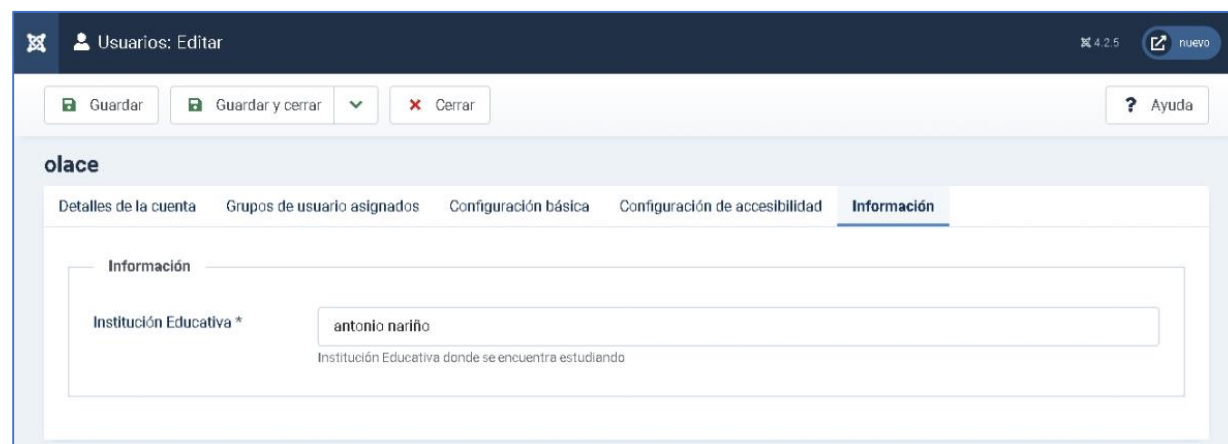 Usuarios: Editar 4.2.5 nuevo
Guardar Guardar y cerrar Cerrar ? Ayuda
olace
Detalles de la cuenta Grupos de usuario asignados Configuración básica Configuración de accesibilidad Información
Información
Institución Educativa * antonio nariño
Institución Educativa donde se encuentra estudiando